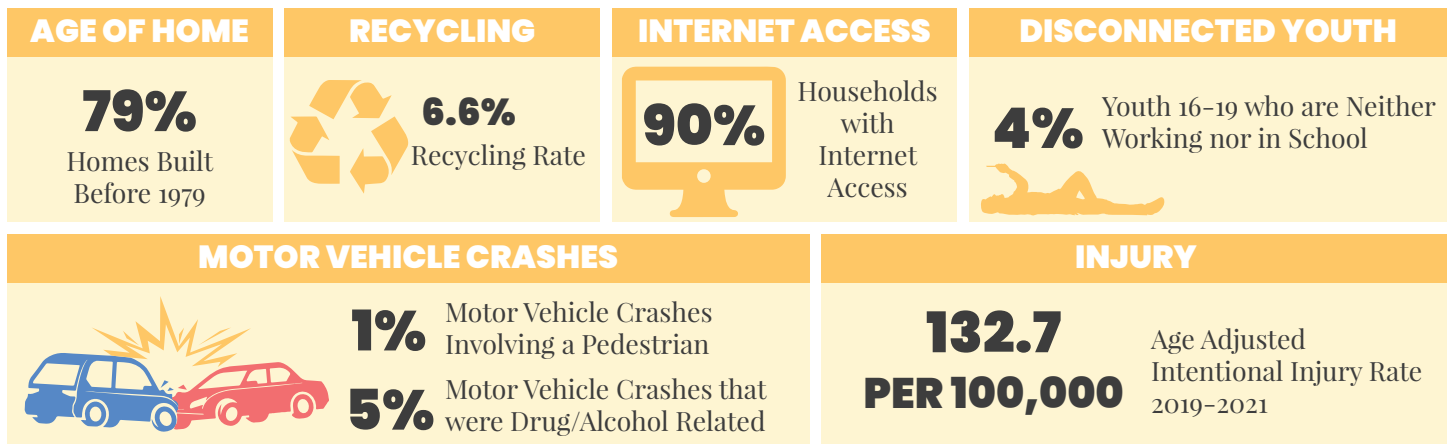 AGE OF HOME
79%
Homes Built
Before 1979
RECYCLING
6.6%
Recycling Rate
INTERNET ACCESS
90%
Households
with
Internet
Access
DISCONNECTED YOUTH
4%
Youth 16-19 who are Neither
Working nor in School
MOTOR VEHICLE CRASHES
1%
Motor Vehicle Crashes
Involving a Pedestrian
5%
Motor Vehicle Crashes that
were Drug/Alcohol Related
INJURY
132.7
PER 100,000
Age Adjusted
Intentional Injury Rate
2019-2021